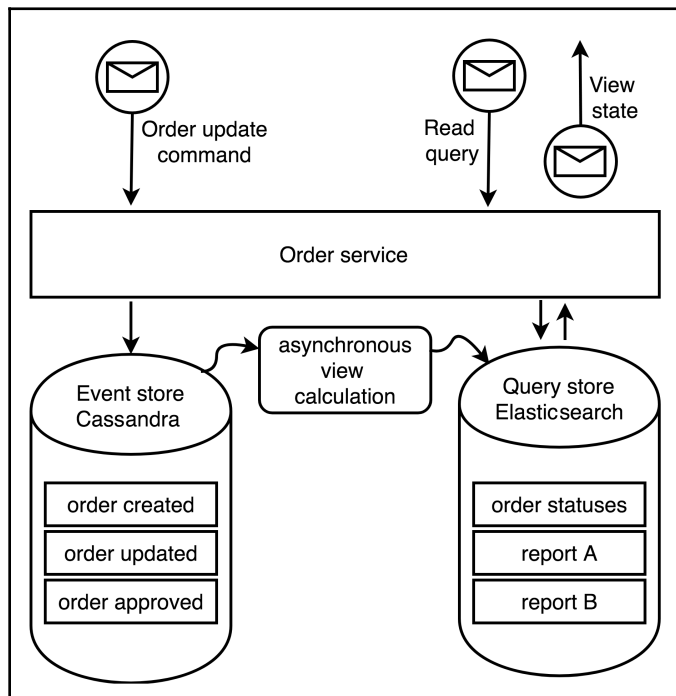 Order update
command
Read
query
View
state
Order service
Event store
Cassandra
asynchronous
view
calculation
Query store
Elasticsearch
order created
order updated
order approved
order statuses
report A
report B